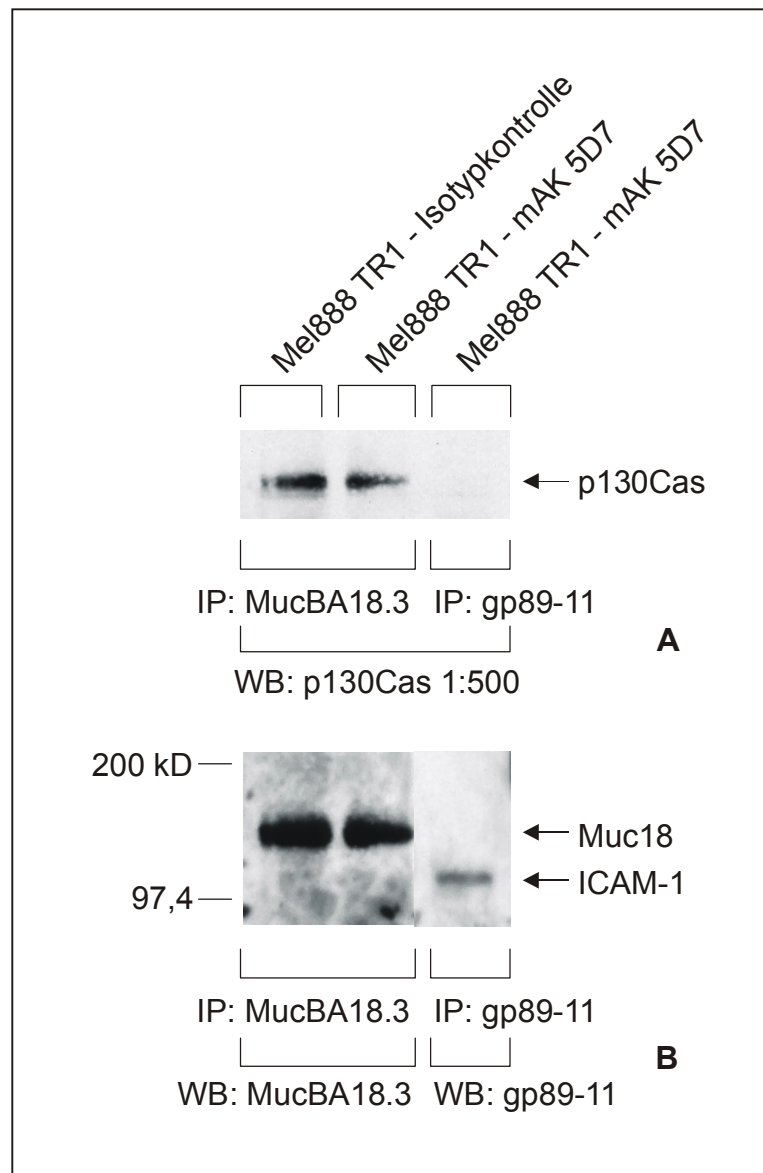 Mel888 TR1 - Isotypkontrolle
Mel888 TR1 - mAK 5D7
Mel888 TR1 - mAK 5D7
p130Cas
IP: MucBA18.3 IP: gp89-11
A
WB: p130Cas 1:500
200 kD
Muc18
ICAM-1
97,4
IP: MucBA18.3 IP: gp89-11
B
WB: MucBA18.3 WB: gp89-11